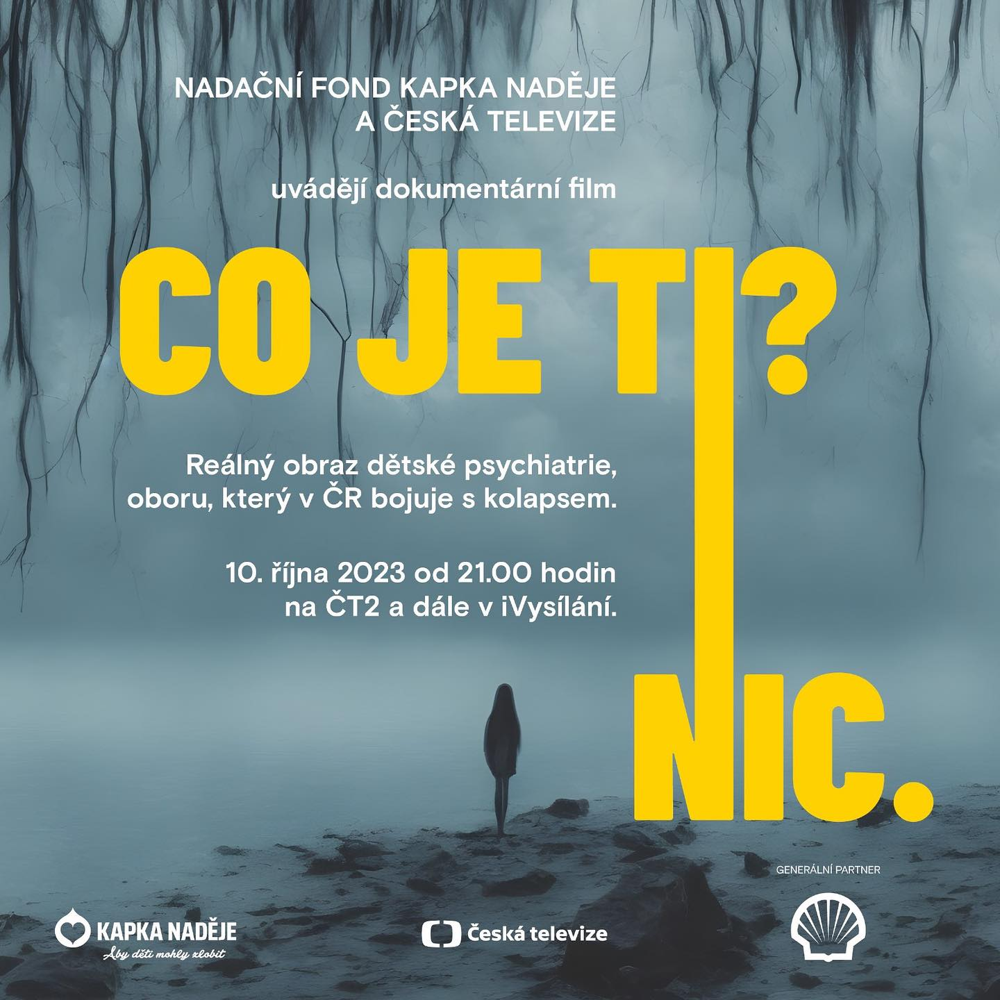 NADAČNÍ FOND KAPKA NADĚJE
A ČESKÁ TELEVIZE
uvádějí dokumentární film
CO JE TI?
Reálný obraz dětské psychiatrie,
oboru, který v ČR bojuje s kolapsem.
10. října 2023 od 21.00 hodin
na ČT2 a dále v iVysílání.
NIC.
GENERÁLNÍ PARTNER
KAPKA NADĚJE
Aby děti mohly zlobit
Česká televize